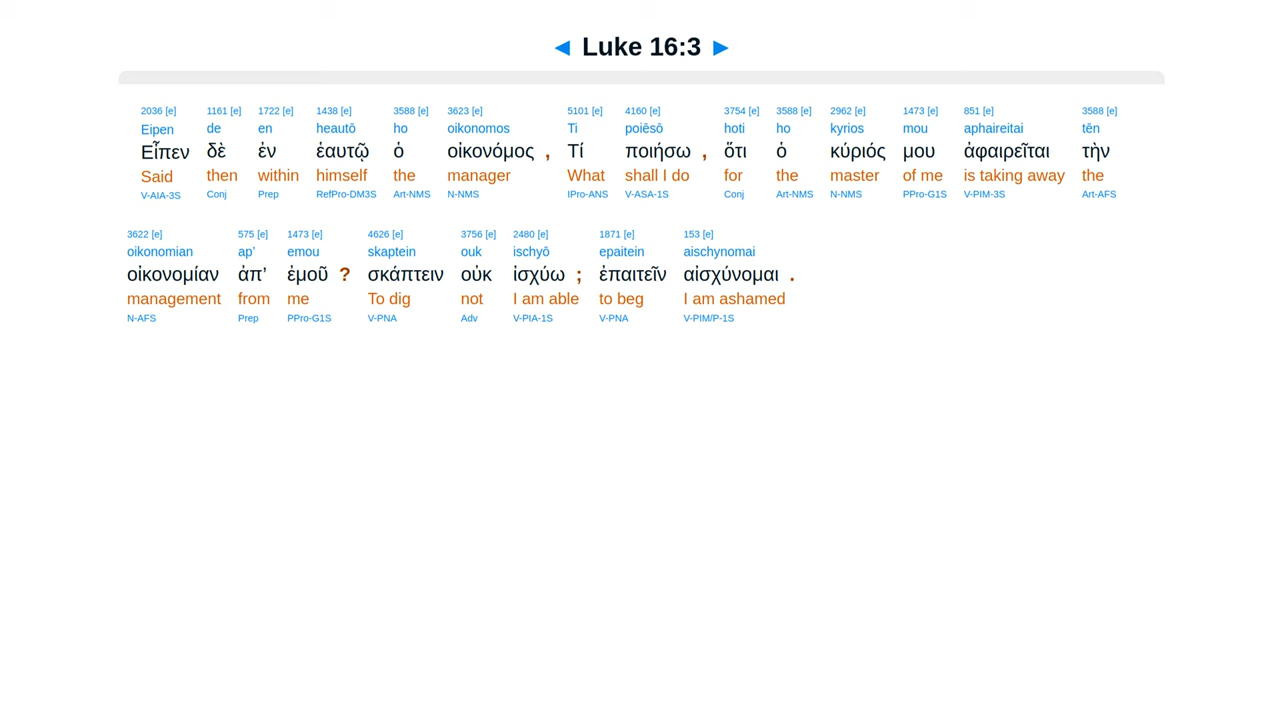 ◄ Luke 16:3 ►
2036 [e] 1161 [e] 1722 [e] 1438 [e] 3588 [e] 3623 [e] 5101 [e] 4160 [e] 3754 [e] 3588 [e] 2962 [e] 1473 [e] 851 [e] 3588 [e]
Eipen de en heautō ho oikonomos Ti poiēsō hoti ho kyrios mou aphaireitai tēn
Εἶπεν δὲ ἐν ἑαυτῷ ὁ οἰκονόμος , Τί ποιήσω , ὅτι ὁ κύριός μου ἀφαιρεῖται τὴν
Said then within himself the manager What shall I do for the master of me is taking away the
V-AIA-3S Conj Prep RefPro-DM3S Art-NMS N-NMS IPro-ANS V-ASA-1S Conj Art-NMS N-NMS PPro-G1S V-PIM-3S Art-AFS
3622 [e] 575 [e] 1473 [e] 4626 [e] 3756 [e] 2480 [e] 1871 [e] 153 [e]
oikonomian ap’ emou skaptein ouk ischyō epaitein aischynomai
οἰκονομίαν ἀπ’ ἐμοῦ ? σκάπτειν οὐκ ἰσχύω ; ἐπαιτεῖν αἰσχύνομαι .
management from me To dig not I am able to beg I am ashamed
N-AFS Prep PPro-G1S V-PNA Adv V-PIA-1S V-PNA V-PIM/P-1S